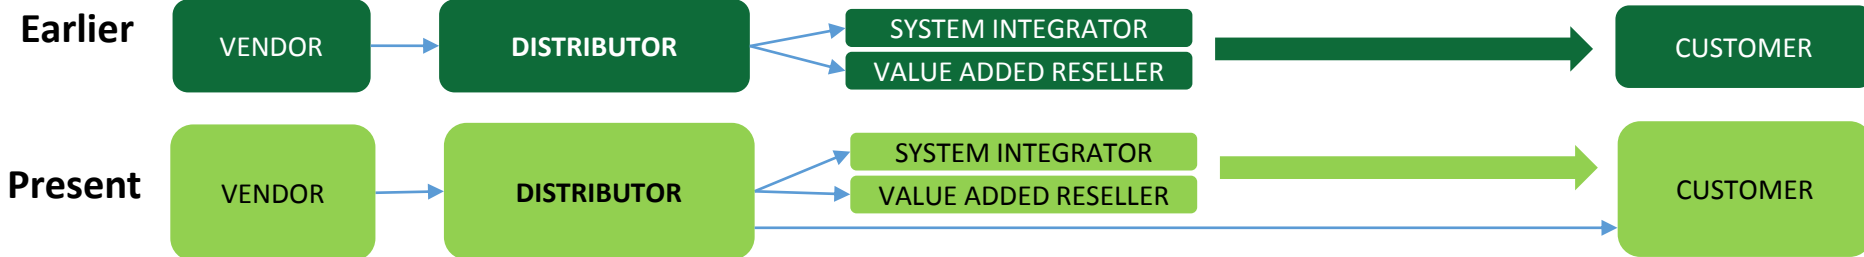 Earlier
VENDOR
DISTRIBUTOR
SYSTEM INTEGRATOR
VALUE ADDED RESELLER
CUSTOMER
Present
VENDOR
DISTRIBUTOR
SYSTEM INTEGRATOR
VALUE ADDED RESELLER
CUSTOMER